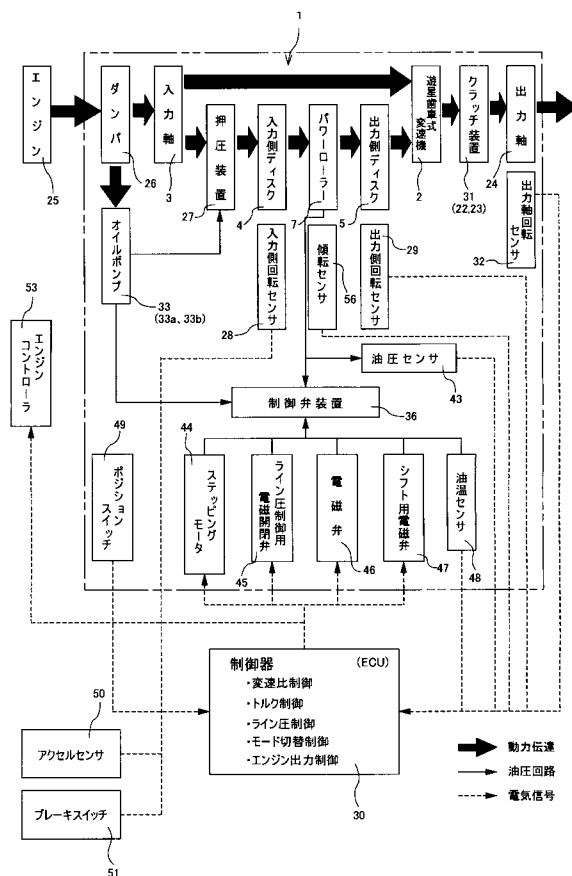 1
エンジン
25
ダンパ
26
入力軸
3
押圧装置
27
入力側ディスク
4
パワーローラー
7
出力側ディスク
5
遊星歯車式
変速機
2
クラッチ装置
31
(22,23)
出力軸
24
出力軸回転
センサ
32
オイルポンプ
33
(33a、33b)
入力側回転センサ
28
傾転センサ
56
出力側回転センサ
29
油圧センサ
43
制御弁装置
36
53
エンジン
コントローラ
49
ポジション
スイッチ
44
ステッピング
モータ
ライン圧制御用
電磁開閉弁
45
電磁弁
46
シフト用電磁弁
47
油温センサ
48
制御器 (ECU)
・変速比制御
・トルク制御
・ライン圧制御
・モード切替制御
・エンジン出力制御
30
50
アクセルセンサ
ブレーキスイッチ
51
動力伝達
油圧回路
電気信号